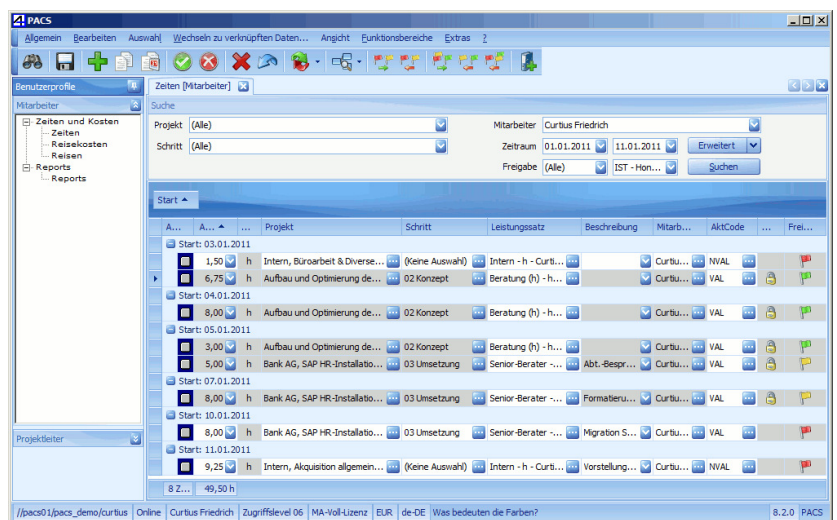 PACS
Allgemein Bearbeiten Auswahl Wechseln zu verknüpften Daten... Ansicht Funktionsbereiche Extras ?
Benutzerprofile
Zeiten [Mitarbeiter]
Mitarbeiter
Zeiten und Kosten
Zeiten
Reisekosten
Reisen
Reports
Reports
Projektleiter
Suche
Projekt (Alle) Mitarbeiter Curtius Friedrich
Schritt (Alle) Zeitraum 01.01.2011 11.01.2011 Erweitert
Freigabe (Alle) IST - Hon... Suchen
Start
A... A... ... Projekt Schritt Leistungssatz Beschreibung Mitarb... AktCode ... Frei...
Start: 03.01.2011
1,50 h Intern, Büroarbeit & Diverse... (Keine Auswahl) Intern - h - Curti... Curtiu... NVAL
6,75 h Aufbau und Optimierung de... 02 Konzept Beratung (h) - h... Curtiu... VAL
Start: 04.01.2011
8,00 h Aufbau und Optimierung de... 02 Konzept Beratung (h) - h... Curtiu... VAL
Start: 05.01.2011
3,00 h Aufbau und Optimierung de... 02 Konzept Beratung (h) - h... Curtiu... VAL
5,00 h Bank AG, SAP HR-Installatio... 03 Umsetzung Senior-Berater -... Abt.-Bespr... Curtiu... VAL
Start: 07.01.2011
8,00 h Bank AG, SAP HR-Installatio... 03 Umsetzung Senior-Berater -... Formatieru... Curtiu... VAL
Start: 10.01.2011
8,00 h Bank AG, SAP HR-Installatio... 03 Umsetzung Senior-Berater -... Migration S... Curtiu... VAL
Start: 11.01.2011
9,25 h Intern, Akquisition allgemein... (Keine Auswahl) Intern - h - Curti... Vorstellung... Curtiu... NVAL
8 Z... 49,50 h
//pacs01/pacs_demo/curtius Online Curtius Friedrich Zugriffslevel 06 MA-Voll-Lizenz EUR de-DE Was bedeuten die Farben? 8.2.0 PACS